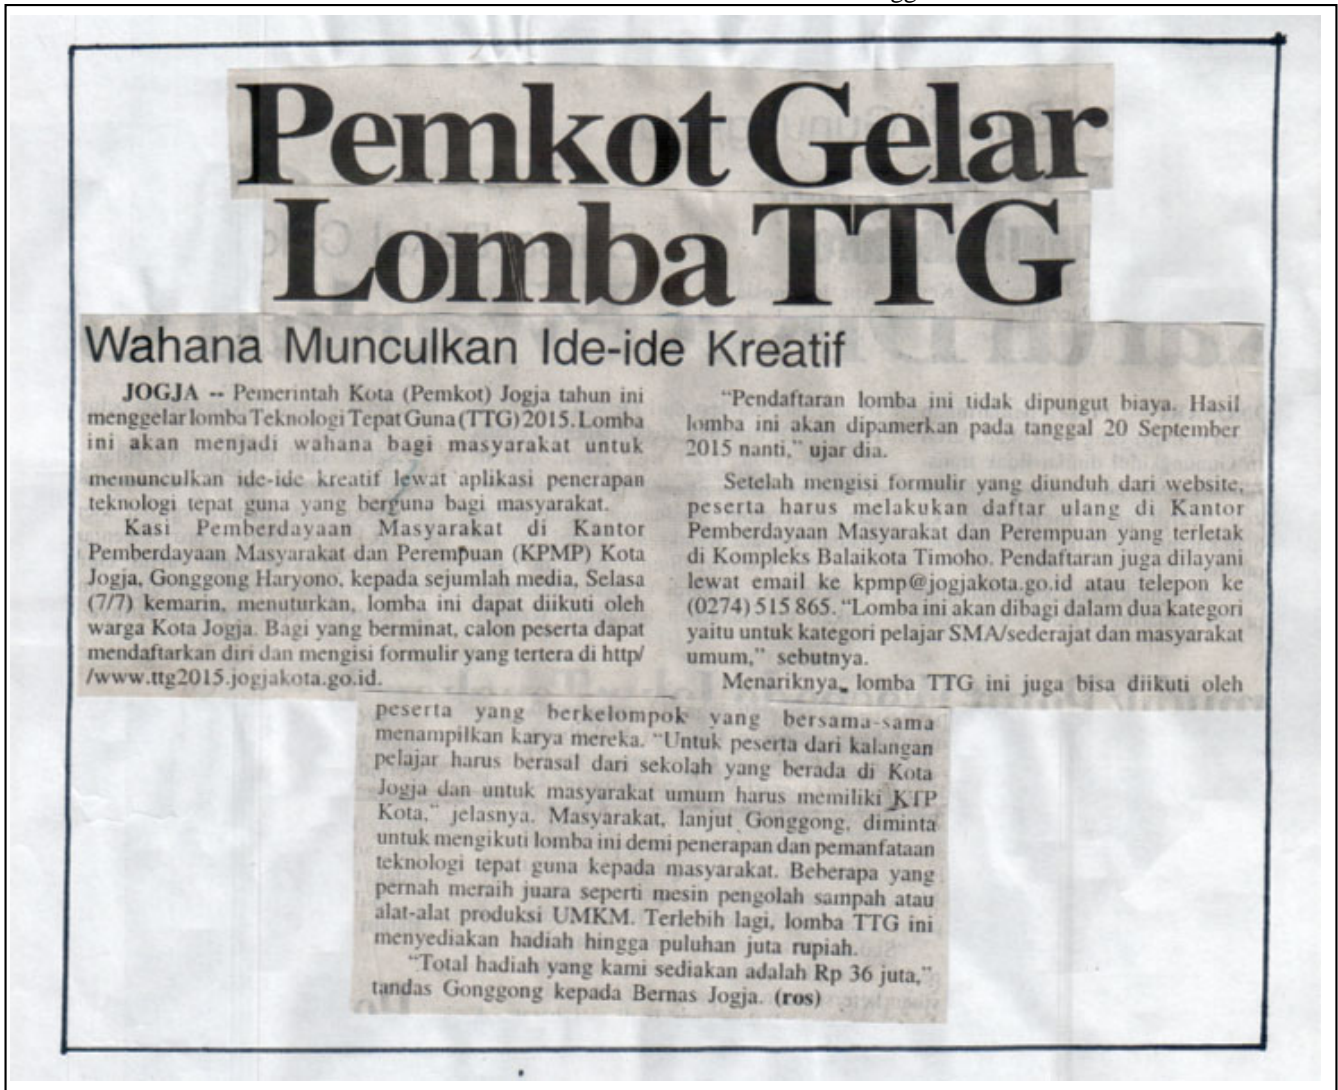 Pemkot Gelar
Lomba TTG
Wahana Munculkan Ide-ide Kreatif
JOGJA -- Pemerintah Kota (Pemkot) Jogja tahun ini
menggelar lomba Teknologi Tepat Guna (TTG) 2015. Lomba
ini akan menjadi wahana bagi masyarakat untuk
memunculkan ide-ide kreatif lewat aplikasi penerapan
teknologi tepat guna yang berguna bagi masyarakat.
Kasi Pemberdayaan Masyarakat di Kantor
Pemberdayaan Masyarakat dan Perempuan (KPMP) Kota
Jogja, Gonggong Haryono, kepada sejumlah media, Selasa
(7/7) kemarin, menuturkan, lomba ini dapat diikuti oleh
warga Kota Jogja. Bagi yang berminat, calon peserta dapat
mendaftarkan diri dan mengisi formulir yang tertera di http/
/www.ttg2015.jogjakota.go.id.
“Pendaftaran lomba ini tidak dipungut biaya. Hasil
lomba ini akan dipamerkan pada tanggal 20 September
2015 nanti,” ujar dia.
Setelah mengisi formulir yang diunduh dari website,
peserta harus melakukan daftar ulang di Kantor
Pemberdayaan Masyarakat dan Perempuan yang terletak
di Kompleks Balaikota Timoho. Pendaftaran juga dilayani
lewat email ke kpmp@jogjakota.go.id atau telepon ke
(0274) 515 865. “Lomba ini akan dibagi dalam dua kategori
yaitu untuk kategori pelajar SMA/sederajat dan masyarakat
umum,” sebutnya.
Menariknya, lomba TTG ini juga bisa diikuti oleh
peserta yang berkelompok yang bersama-sama
menampilkan karya mereka. “Untuk peserta dari kalangan
pelajar harus berasal dari sekolah yang berada di Kota
Jogja dan untuk masyarakat umum harus memiliki KTP
Kota,” jelasnya. Masyarakat, lanjut Gonggong, diminta
untuk mengikuti lomba ini demi penerapan dan pemanfataan
teknologi tepat guna kepada masyarakat. Beberapa yang
pernah meraih juara seperti mesin pengolah sampah atau
alat-alat produksi UMKM. Terlebih lagi, lomba TTG ini
menyediakan hadiah hingga puluhan juta rupiah.
“Total hadiah yang kami sediakan adalah Rp 36 juta,”
tandas Gonggong kepada Bernas Jogja. (ros)